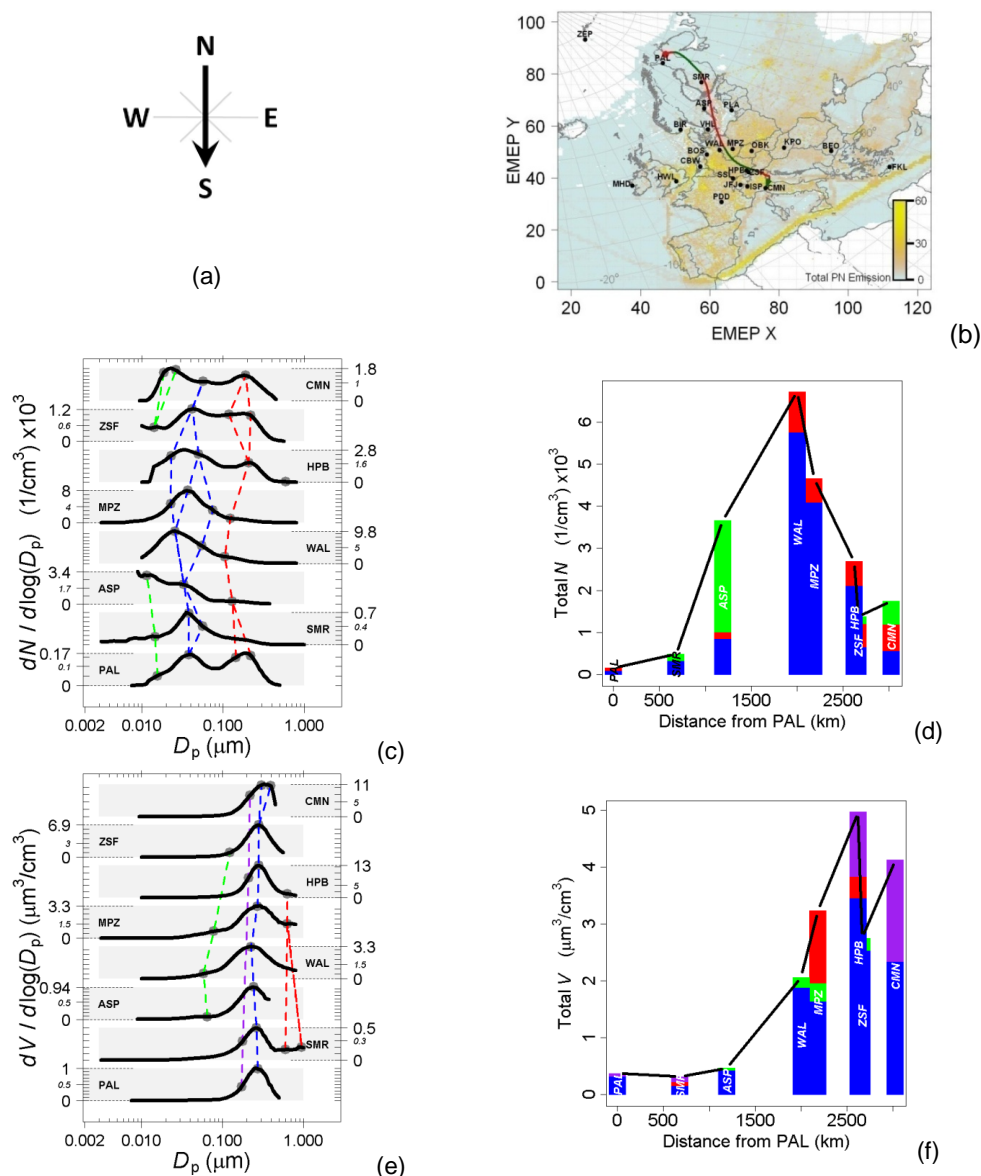 N
W E
S
(a)
100
80
60
40
20
0
EMEP Y
20 40 60 80 100 120
EMEP X
ZEP
PAL
SMR
ASP PLA
BIR VHL
WAL MPZ OBK KPO BEO
BOS
CBW
HWL
MHD
HPB ZSF
SSL
JFJ ISP CMN
PDD
FKL
50°
40°
-10°
-20°
60
30
0
Total PN Emission
(b)
dN / dlog(Dp) (1/cm3) x10³
CMN 1.8
1
0
1.2
ZSF 0.6
0
2.8
HPB 1.6
0
8
MPZ 4
0
9.8
WAL 5
0
3.4
ASP 1.7
0
0.7
SMR 0.4
0
0.17
PAL 0.1
0
0.002 0.010 0.100 1.000
Dp (μm)
(c)
Total N (1/cm³) x10³
6
5
4
3
2
1
0
PAL
SMR
ASP
WAL
MPZ
HPB
ZSF
CMN
0 500 1500 2500
Distance from PAL (km)
(d)
dV / dlog(Dp) (μm³/cm³)
11
CMN 5
0
6.9
ZSF 3
0
13
HPB 5
0
3.3
MPZ 1.5
0
3.3
WAL 1.5
0
0.94
ASP 0.5
0
0.5
SMR 0.3
0
1
PAL 0.5
0
0.002 0.010 0.100 1.000
Dp (μm)
(e)
Total V (μm³/cm³)
5
4
3
2
1
0
PAL
SMR
ASP
WAL
MPZ
HPB
ZSF
CMN
0 500 1500 2500
Distance from PAL (km)
(f)